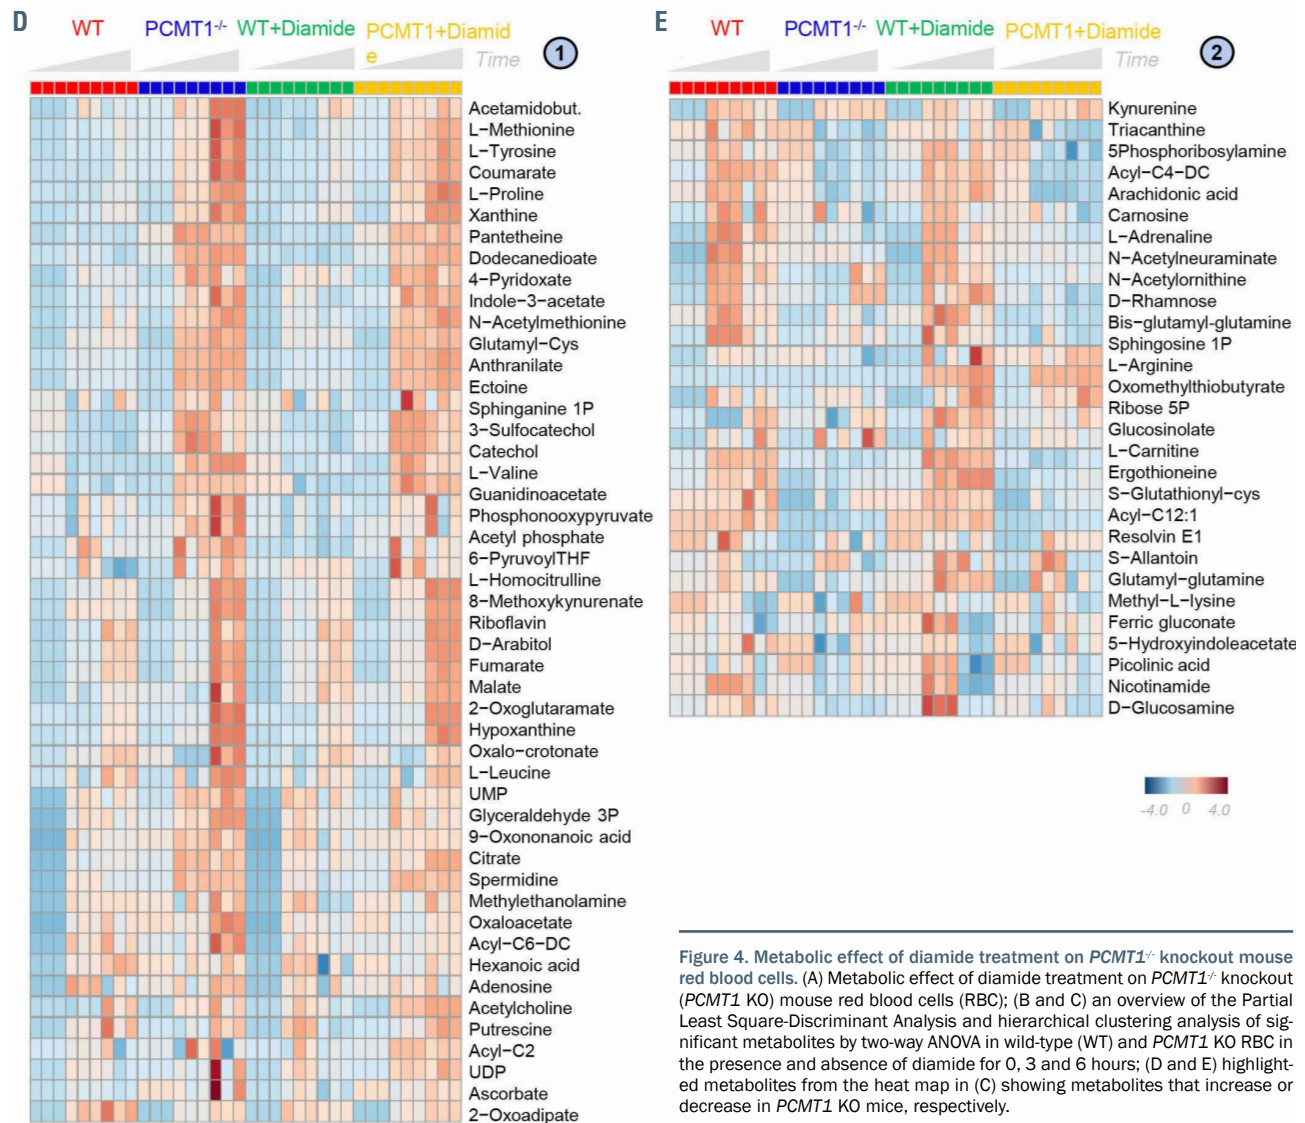 D
WT
PCMT1-/-
WT+Diamide
PCMT1+Diamid
e
Time
1
Acetamidobut.
L−Methionine
L−Tyrosine
Coumarate
L−Proline
Xanthine
Pantetheine
Dodecanedioate
4−Pyridoxate
Indole−3−acetate
N−Acetylmethionine
Glutamyl−Cys
Anthranilate
Ectoine
Sphinganine 1P
3−Sulfocatechol
Catechol
L−Valine
Guanidinoacetate
Phosphonooxypyruvate
Acetyl phosphate
6−PyruvoylTHF
L−Homocitrulline
8−Methoxykynurenate
Riboflavin
D−Arabitol
Fumarate
Malate
2−Oxoglutaramate
Hypoxanthine
Oxalo−crotonate
L−Leucine
UMP
Glyceraldehyde 3P
9−Oxononanoic acid
Citrate
Spermidine
Methylethanolamine
Oxaloacetate
Acyl−C6−DC
Hexanoic acid
Adenosine
Acetylcholine
Putrescine
Acyl−C2
UDP
Ascorbate
2−Oxoadipate
E
WT
PCMT1-/-
WT+Diamide
PCMT1+Diamide
Time
2
Kynurenine
Triacanthine
5Phosphoribosylamine
Acyl−C4−DC
Arachidonic acid
Carnosine
L−Adrenaline
N−Acetylneuraminate
N−Acetylornithine
D−Rhamnose
Bis-glutamyl-glutamine
Sphingosine 1P
L−Arginine
Oxomethylthiobutyrate
Ribose 5P
Glucosinolate
L−Carnitine
Ergothioneine
S−Glutathionyl−cys
Acyl−C12:1
Resolvin E1
S−Allantoin
Glutamyl−glutamine
Methyl−L−lysine
Ferric gluconate
5−Hydroxyindoleacetate
Picolinic acid
Nicotinamide
D−Glucosamine
-4.0 0 4.0
Figure 4. Metabolic effect of diamide treatment on PCMT1-/- knockout mouse
red blood cells. (A) Metabolic effect of diamide treatment on PCMT1-/- knockout
(PCMT1 KO) mouse red blood cells (RBC); (B and C) an overview of the Partial
Least Square-Discriminant Analysis and hierarchical clustering analysis of sig-
nificant metabolites by two-way ANOVA in wild-type (WT) and PCMT1 KO RBC in
the presence and absence of diamide for 0, 3 and 6 hours; (D and E) highlight-
ed metabolites from the heat map in (C) showing metabolites that increase or
decrease in PCMT1 KO mice, respectively.